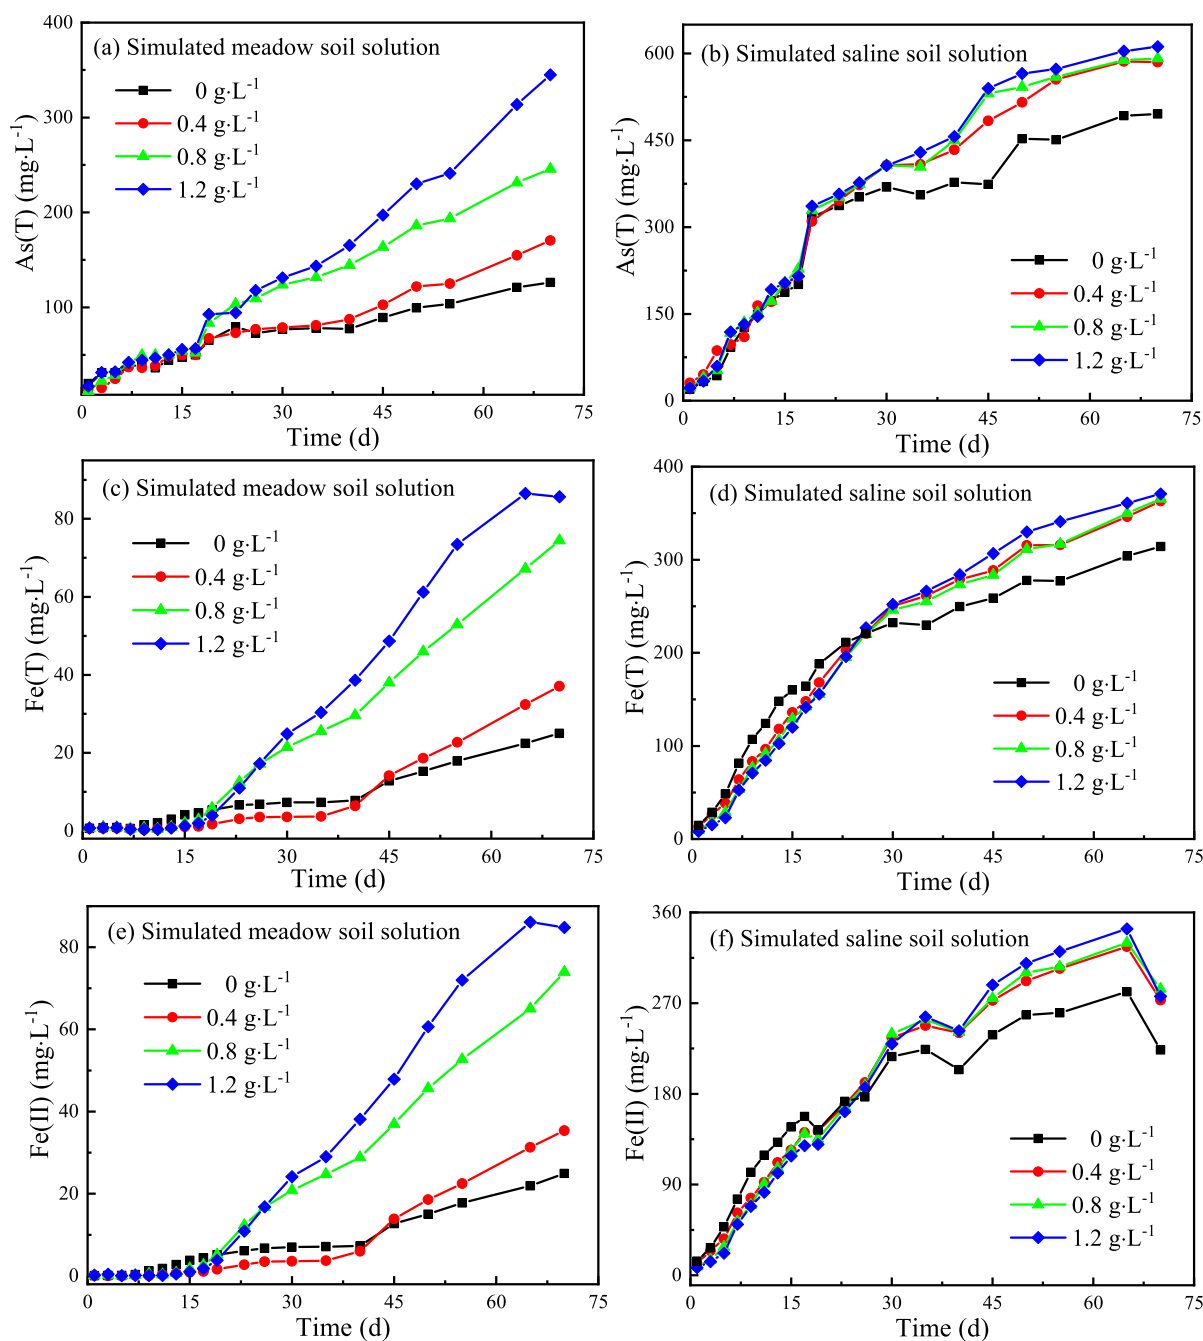 (a) Simulated meadow soil solution
0 g·L⁻¹
0.4 g·L⁻¹
0.8 g·L⁻¹
1.2 g·L⁻¹
As(T) (mg·L⁻¹)
400
300
200
100
0
15
30
45
60
75
Time (d)
(b) Simulated saline soil solution
0 g·L⁻¹
0.4 g·L⁻¹
0.8 g·L⁻¹
1.2 g·L⁻¹
As(T) (mg·L⁻¹)
600
450
300
150
0
0
15
30
45
60
75
Time (d)
(c) Simulated meadow soil solution
0 g·L⁻¹
0.4 g·L⁻¹
0.8 g·L⁻¹
1.2 g·L⁻¹
Fe(T) (mg·L⁻¹)
80
60
40
20
0
0
15
30
45
60
75
Time (d)
(d) Simulated saline soil solution
0 g·L⁻¹
0.4 g·L⁻¹
0.8 g·L⁻¹
1.2 g·L⁻¹
Fe(T) (mg·L⁻¹)
400
300
200
100
0
0
15
30
45
60
75
Time (d)
(e) Simulated meadow soil solution
0 g·L⁻¹
0.4 g·L⁻¹
0.8 g·L⁻¹
1.2 g·L⁻¹
Fe(II) (mg·L⁻¹)
80
60
40
20
0
0
15
30
45
60
75
Time (d)
(f) Simulated saline soil solution
0 g·L⁻¹
0.4 g·L⁻¹
0.8 g·L⁻¹
1.2 g·L⁻¹
Fe(II) (mg·L⁻¹)
360
270
180
90
0
0
15
30
45
60
75
Time (d)